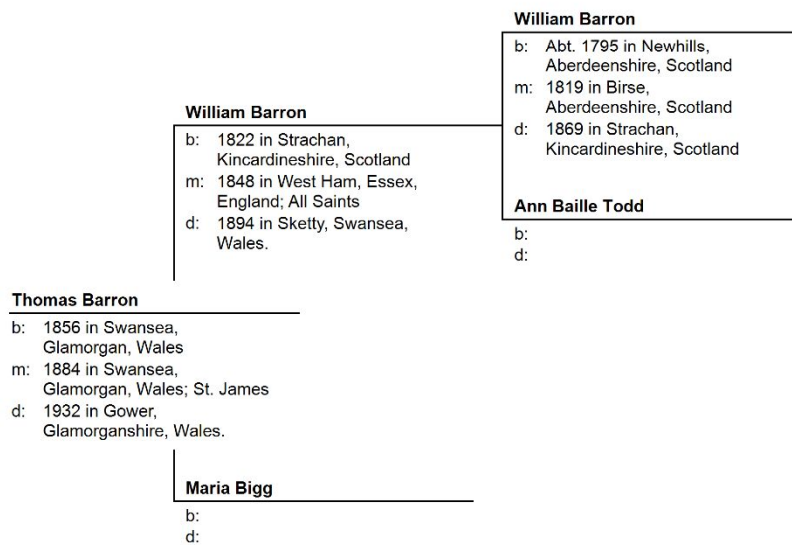 William Barron
b: Abt. 1795 in Newhills,
Aberdeenshire, Scotland
m: 1819 in Birse,
Aberdeenshire, Scotland
d: 1869 in Strachan,
Kincardineshire, Scotland
William Barron
b: 1822 in Strachan,
Kincardineshire, Scotland
m: 1848 in West Ham, Essex,
England; All Saints
d: 1894 in Sketty, Swansea,
Wales.
Ann Baille Todd
b:
d:
Thomas Barron
b: 1856 in Swansea,
Glamorgan, Wales
m: 1884 in Swansea,
Glamorgan, Wales; St. James
d: 1932 in Gower,
Glamorganshire, Wales.
Maria Bigg
b:
d: